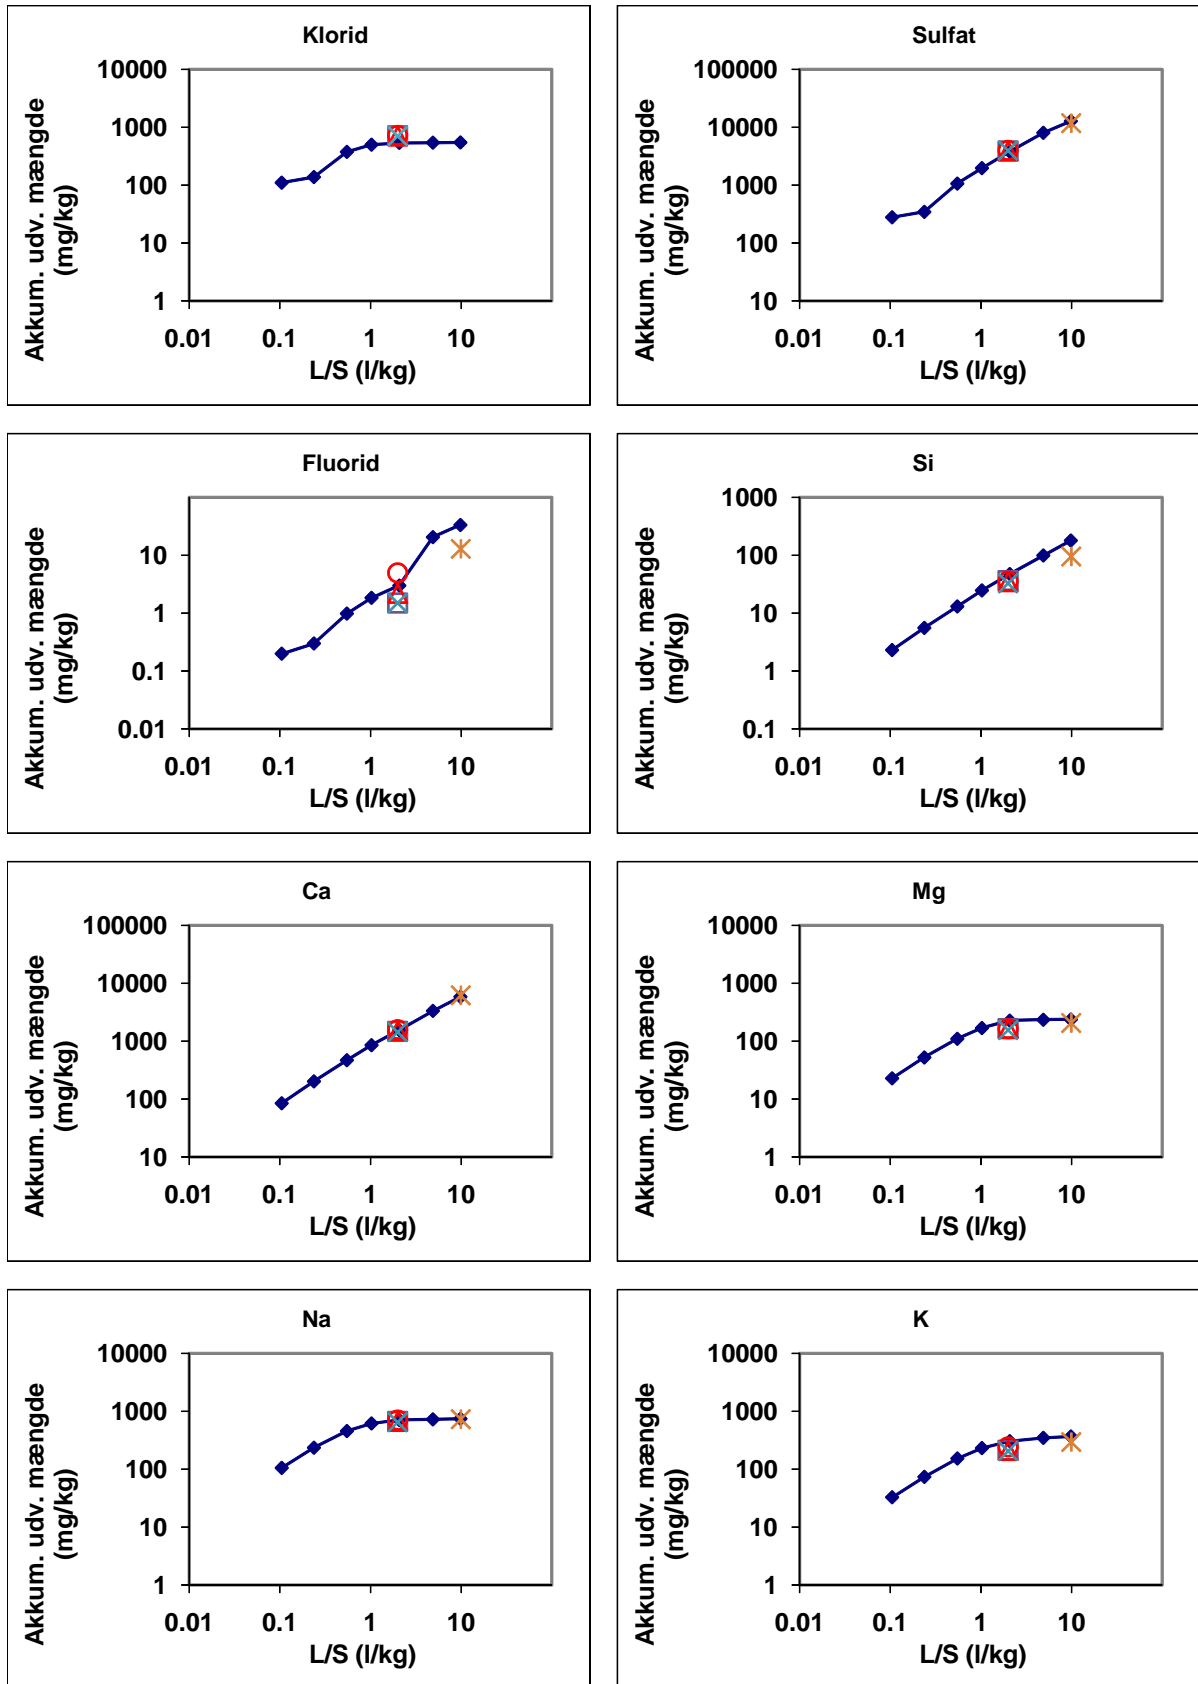 Klorid
10000
1000
100
10
1
0.01 0.1 1 10
L/S (l/kg)
Akkum. udv. mængde
(mg/kg)
Sulfat
100000
10000
1000
100
10
0.01 0.1 1 10
L/S (l/kg)
Akkum. udv. mængde
(mg/kg)
Fluorid
10
1
0.1
0.01
0.01 0.1 1 10
L/S (l/kg)
Akkum. udv. mængde
(mg/kg)
Si
1000
100
10
1
0.1
0.01 0.1 1 10
L/S (l/kg)
Akkum. udv. mængde
(mg/kg)
Ca
100000
10000
1000
100
10
0.01 0.1 1 10
L/S (l/kg)
Akkum. udv. mængde
(mg/kg)
Mg
10000
1000
100
10
1
0.01 0.1 1 10
L/S (l/kg)
Akkum. udv. mængde
(mg/kg)
Na
10000
1000
100
10
1
0.01 0.1 1 10
L/S (l/kg)
Akkum. udv. mængde
(mg/kg)
K
10000
1000
100
10
1
0.01 0.1 1 10
L/S (l/kg)
Akkum. udv. mængde
(mg/kg)